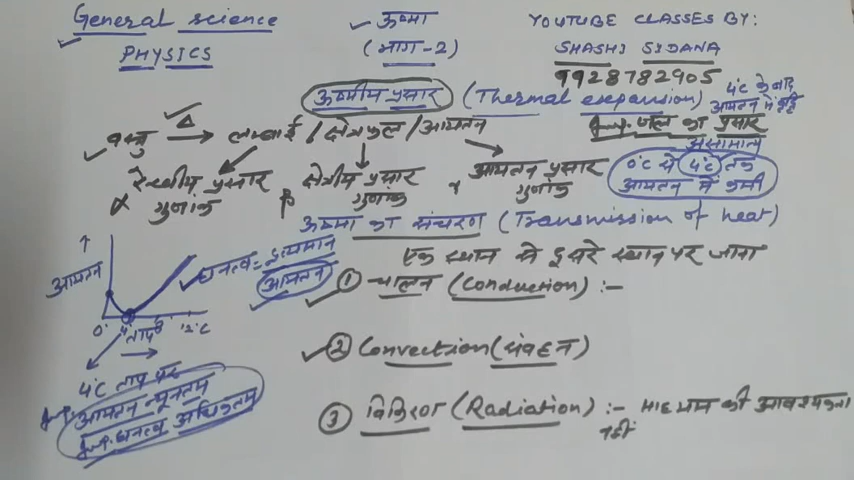 General science
PHYSICS
ऊष्मा
(भाग-2)
YOUTUBE CLASSES BY:
SHASHI SIDANA
9928782905
ऊष्मीय प्रसार (Thermal expansion)
4°C के बाद
आयतन में वृद्धि
वस्तु Δ → लम्बाई / क्षेत्रफल / आयतन
Imp. जल का प्रसार
असामान्य
0°C से 4°C तक
आयतन में कमी
रेखीय प्रसार
गुणांक
α
क्षेत्रीय प्रसार
गुणांक
β
आयतन प्रसार
गुणांक
γ
ऊष्मा का संचरण (Transmission of heat)
एक स्थान से दूसरे स्थान पर जाना
आयतन
घनत्व = द्रव्यमान
आयतन
0° 4° 12°C
ताप
4°C ताप पर
Imp. आयतन न्यूनतम
Imp. घनत्व अधिकतम
① चालन (Conduction) :-
② Convection (संवहन)
③ विकिरण (Radiation) :- माध्यम की आवश्यकता
नहीं